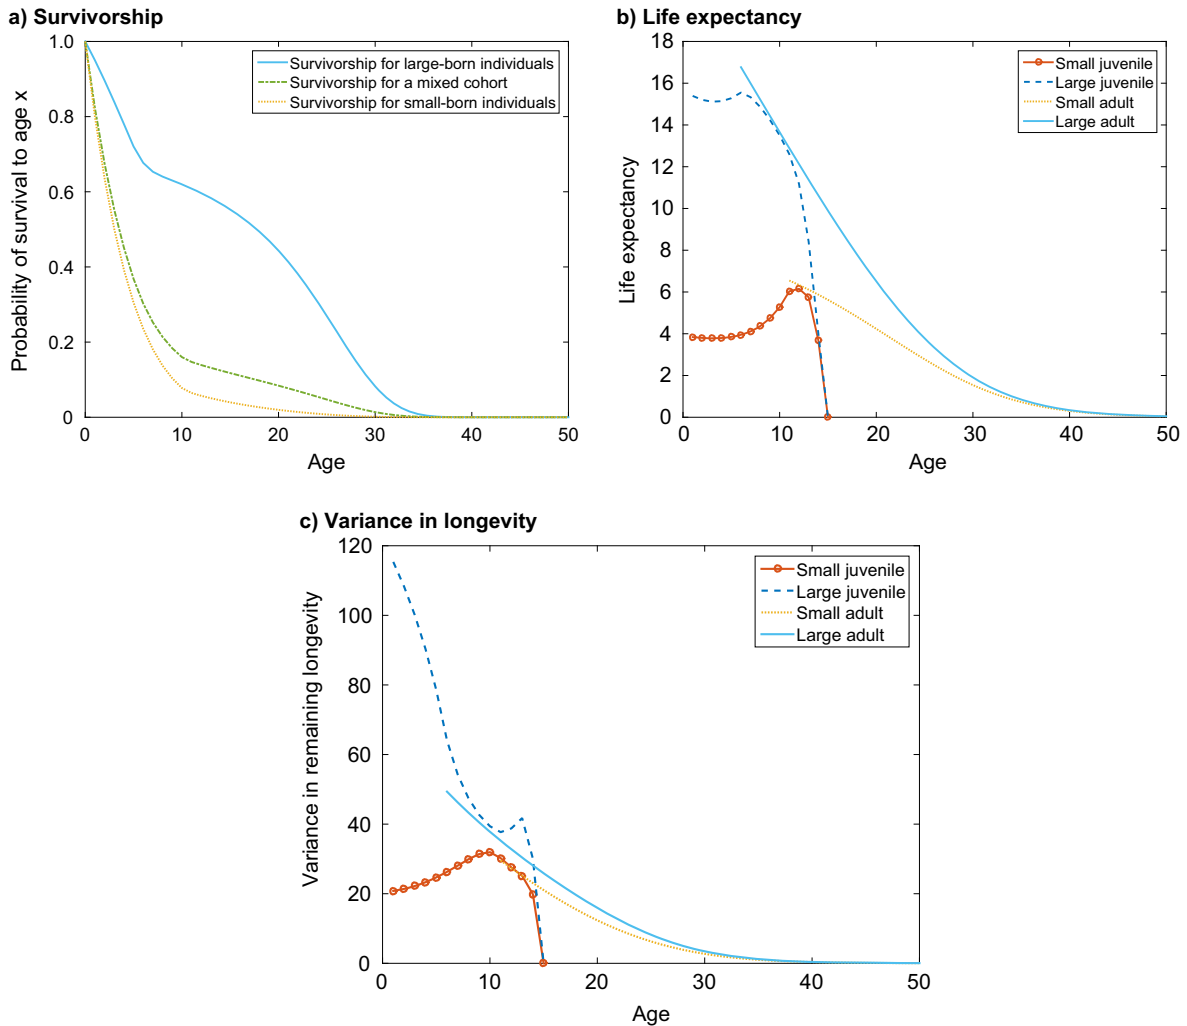 a) Survivorship
1.0
0.8
0.6
0.4
0.2
0
Probability of survival to age x
Survivorship for large-born individuals
Survivorship for a mixed cohort
Survivorship for small-born individuals
0 10 20 30 40 50
Age
b) Life expectancy
18
16
14
12
10
8
6
4
2
0
Life expectancy
Small juvenile
Large juvenile
Small adult
Large adult
0 10 20 30 40 50
Age
c) Variance in longevity
120
100
80
60
40
20
0
Variance in remaining longevity
Small juvenile
Large juvenile
Small adult
Large adult
0 10 20 30 40 50
Age